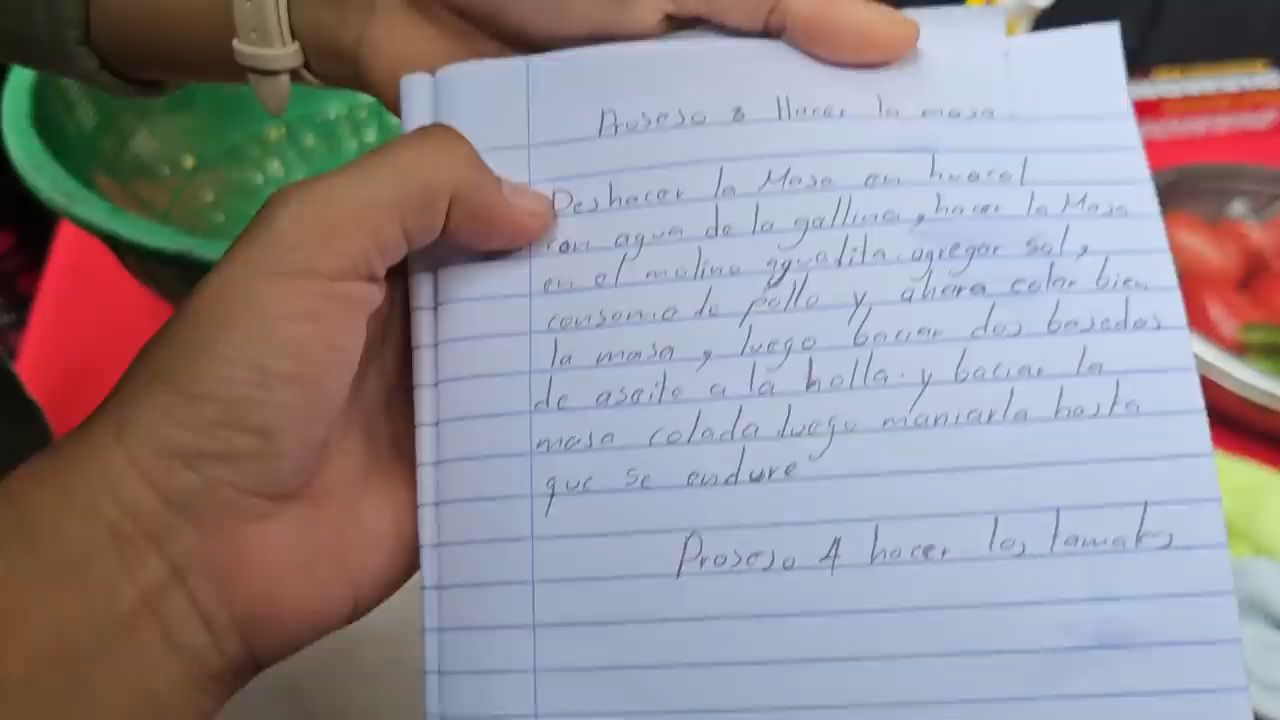 Proseso 3 Hacer la masa
Deshacer la Masa en huacal
con agua de la gallina, hacer la Masa
en el molino aguadita. agregar sal,
consome de pollo y, ahora colar bien
la masa, luego baciar dos basados
de aseite a la holla. y baciar la
masa colada luego maniarla hasta
que se endure
Proseso 4 hacer los tamales